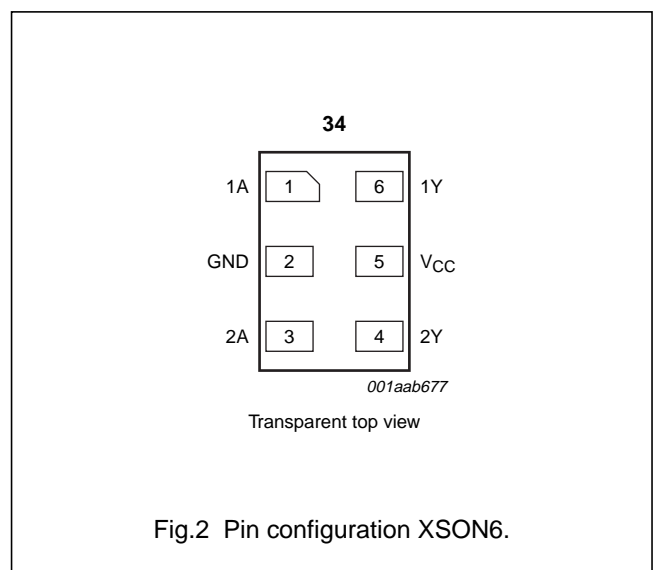 34
1A 1 6 1Y
GND 2 5 VCC
2A 3 4 2Y
001aab677
Transparent top view
Fig.2 Pin configuration XSON6.